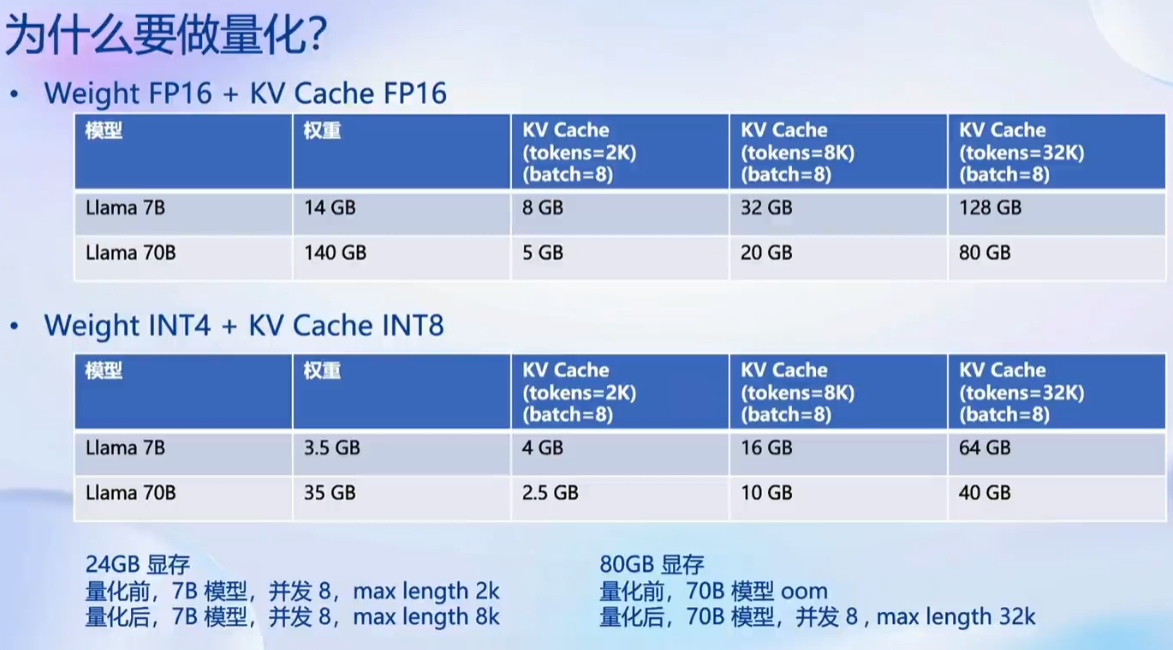 为什么要做量化?
• Weight FP16 + KV Cache FP16
模型 权重 KV Cache (tokens=2K) (batch=8) KV Cache (tokens=8K) (batch=8) KV Cache (tokens=32K) (batch=8)
Llama 7B 14 GB 8 GB 32 GB 128 GB
Llama 70B 140 GB 5 GB 20 GB 80 GB
• Weight INT4 + KV Cache INT8
模型 权重 KV Cache (tokens=2K) (batch=8) KV Cache (tokens=8K) (batch=8) KV Cache (tokens=32K) (batch=8)
Llama 7B 3.5 GB 4 GB 16 GB 64 GB
Llama 70B 35 GB 2.5 GB 10 GB 40 GB
24GB 显存
量化前，7B 模型，并发 8，max length 2k
量化后，7B 模型，并发 8，max length 8k
80GB 显存
量化前，70B 模型 oom
量化后，70B 模型，并发 8 , max length 32k